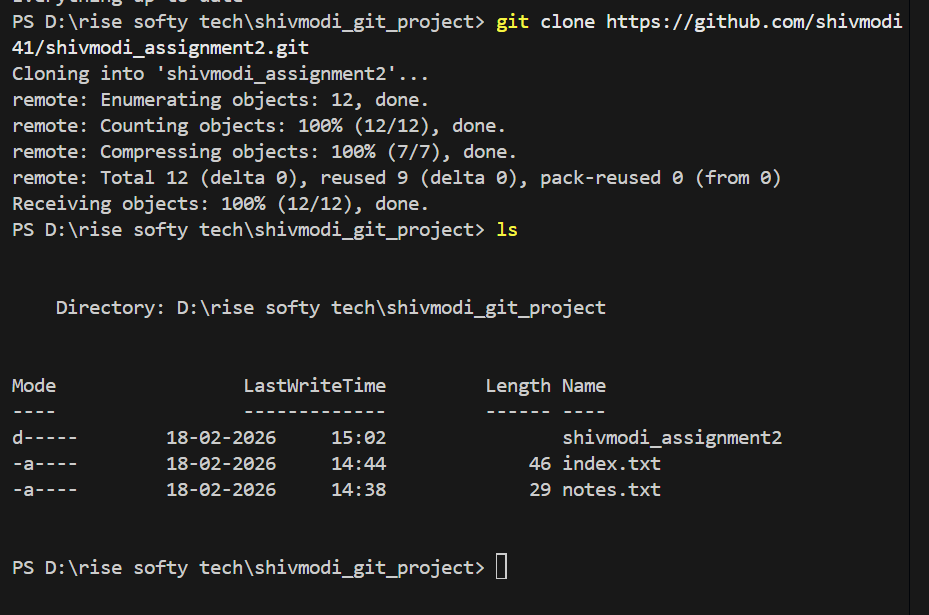 Everything up-to-date
PS D:\rise softy tech\shivmodi_git_project> git clone https://github.com/shivmodi
41/shivmodi_assignment2.git
Cloning into 'shivmodi_assignment2'...
remote: Enumerating objects: 12, done.
remote: Counting objects: 100% (12/12), done.
remote: Compressing objects: 100% (7/7), done.
remote: Total 12 (delta 0), reused 9 (delta 0), pack-reused 0 (from 0)
Receiving objects: 100% (12/12), done.
PS D:\rise softy tech\shivmodi_git_project> ls
Directory: D:\rise softy tech\shivmodi_git_project
Mode                 LastWriteTime         Length Name
----                 -------------         ------ ----
d-----        18-02-2026     15:02                shivmodi_assignment2
-a----        18-02-2026     14:44             46 index.txt
-a----        18-02-2026     14:38             29 notes.txt
PS D:\rise softy tech\shivmodi_git_project>